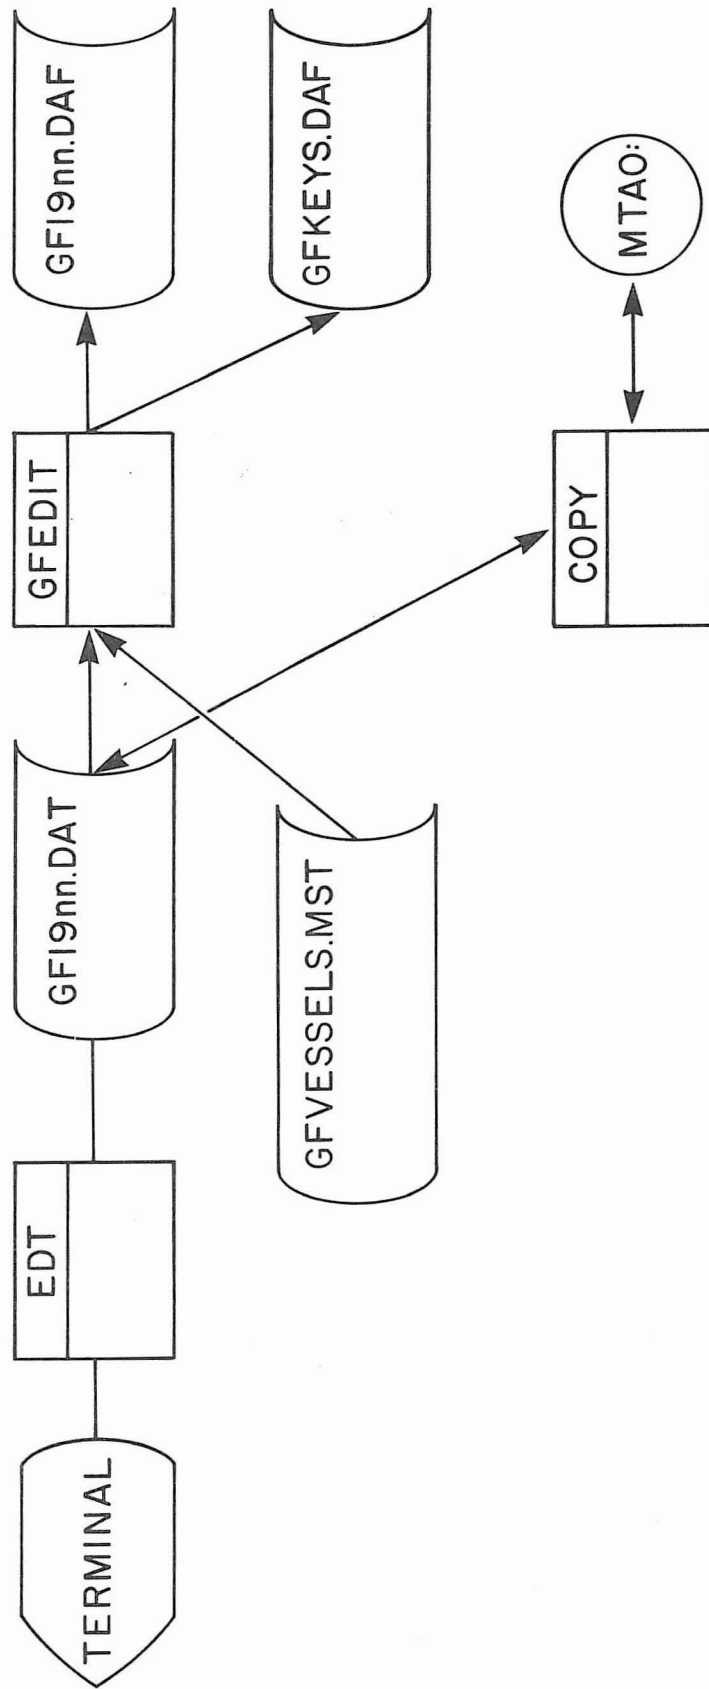 TERMINAL
EDT
GF19nn.DAT
GFEDIT
GF19nn.DAF
GFVESSELS.MST
GFKEYS.DAF
COPY
MTAO: